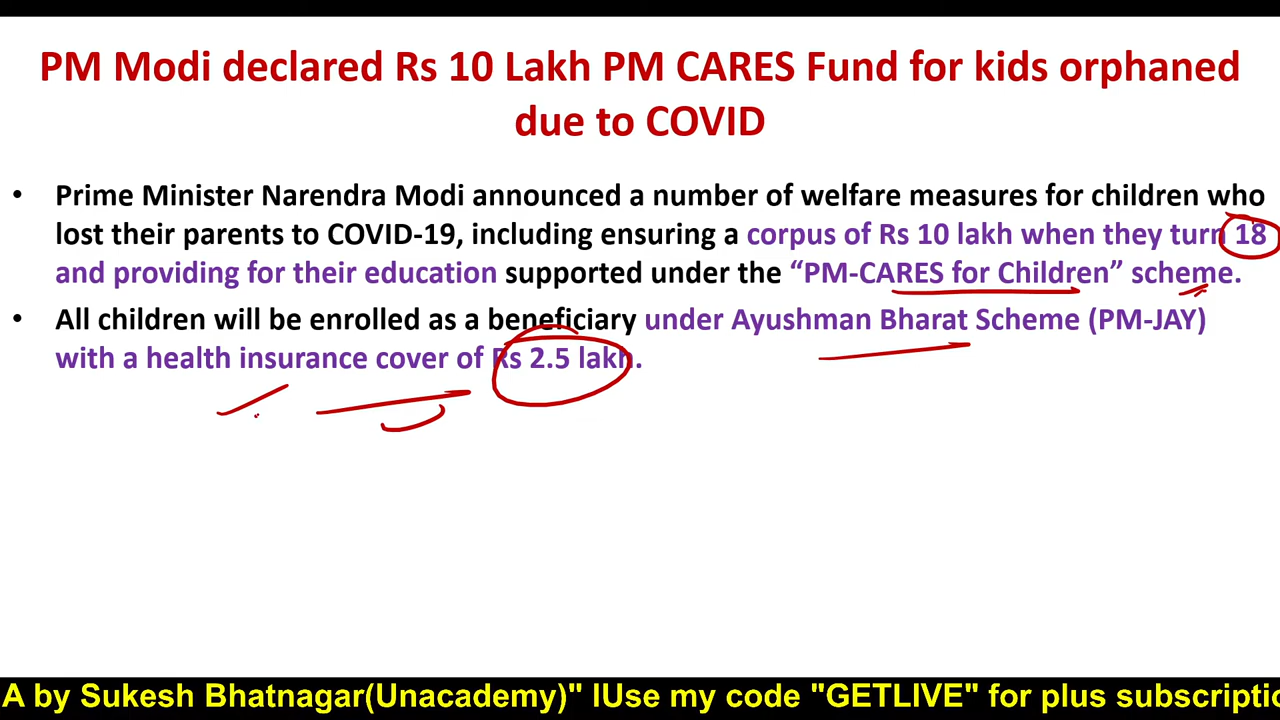 PM Modi declared Rs 10 Lakh PM CARES Fund for kids orphaned
due to COVID
• Prime Minister Narendra Modi announced a number of welfare measures for children who
lost their parents to COVID-19, including ensuring a corpus of Rs 10 lakh when they turn 18
and providing for their education supported under the “PM-CARES for Children” scheme.
• All children will be enrolled as a beneficiary under Ayushman Bharat Scheme (PM-JAY)
with a health insurance cover of Rs 2.5 lakh.
A by Sukesh Bhatnagar(Unacademy)" IUse my code "GETLIVE" for plus subscriptio